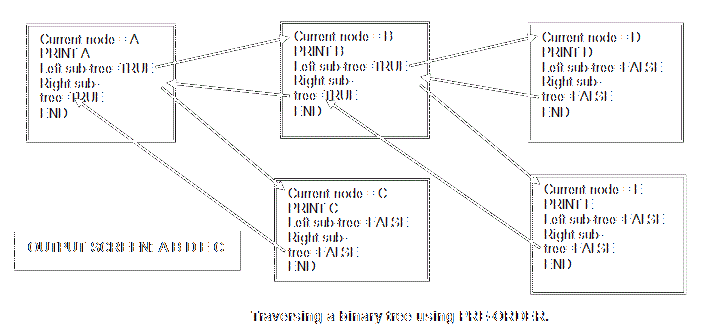 Current node = A
PRINT A
Left sub-tree=TRUE
Right sub-
tree=TRUE
END
Current node = B
PRINT B
Left sub-tree=TRUE
Right sub-
tree=TRUE
END
Current node = D
PRINT D
Left sub-tree=FALSE
Right sub-
tree=FALSE
END
Current node = C
PRINT C
Left sub-tree=FALSE
Right sub-
tree=FALSE
END
Current node = E
PRINT E
Left sub-tree=FALSE
Right sub-
tree=FALSE
END
OUTPUT SCREEN: A B D E C
Traversing a binary tree using PRE-ORDER.